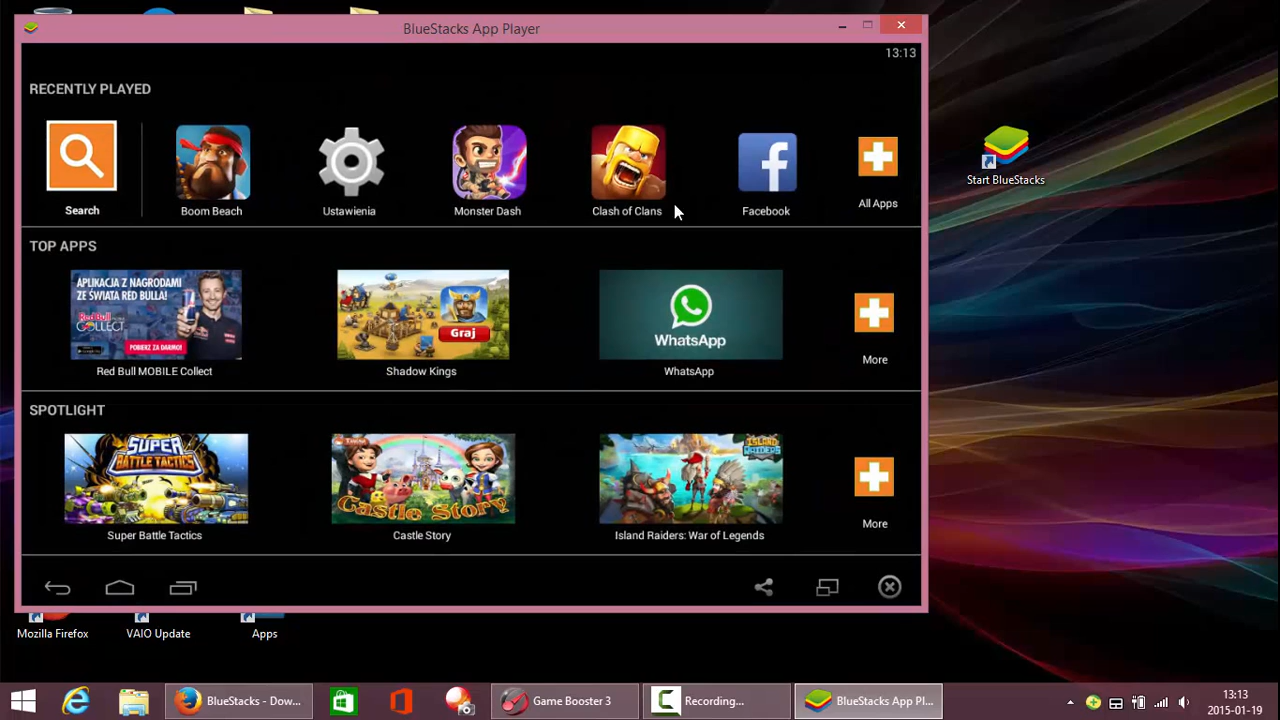 BlueStacks App Player
13:13
RECENTLY PLAYED
Search
Boom Beach
Ustawienia
Monster Dash
Clash of Clans
Facebook
All Apps
Start BlueStacks
TOP APPS
APLIKACJA Z NAGRODAMI
ZE ŚWIATA RED BULLA!
Red Bull
COLLECT
POBIERZ ZA DARMO!
Graj
WhatsApp
Red Bull MOBILE Collect
Shadow Kings
WhatsApp
More
SPOTLIGHT
SUPER
BATTLE TACTICS
Castle Story
ISLAND
RAIDERS
Super Battle Tactics
Castle Story
Island Raiders: War of Legends
More
Mozilla Firefox
VAIO Update
Apps
BlueStacks - Dow...
Game Booster 3
Recording...
BlueStacks App Pl...
13:13
2015-01-19